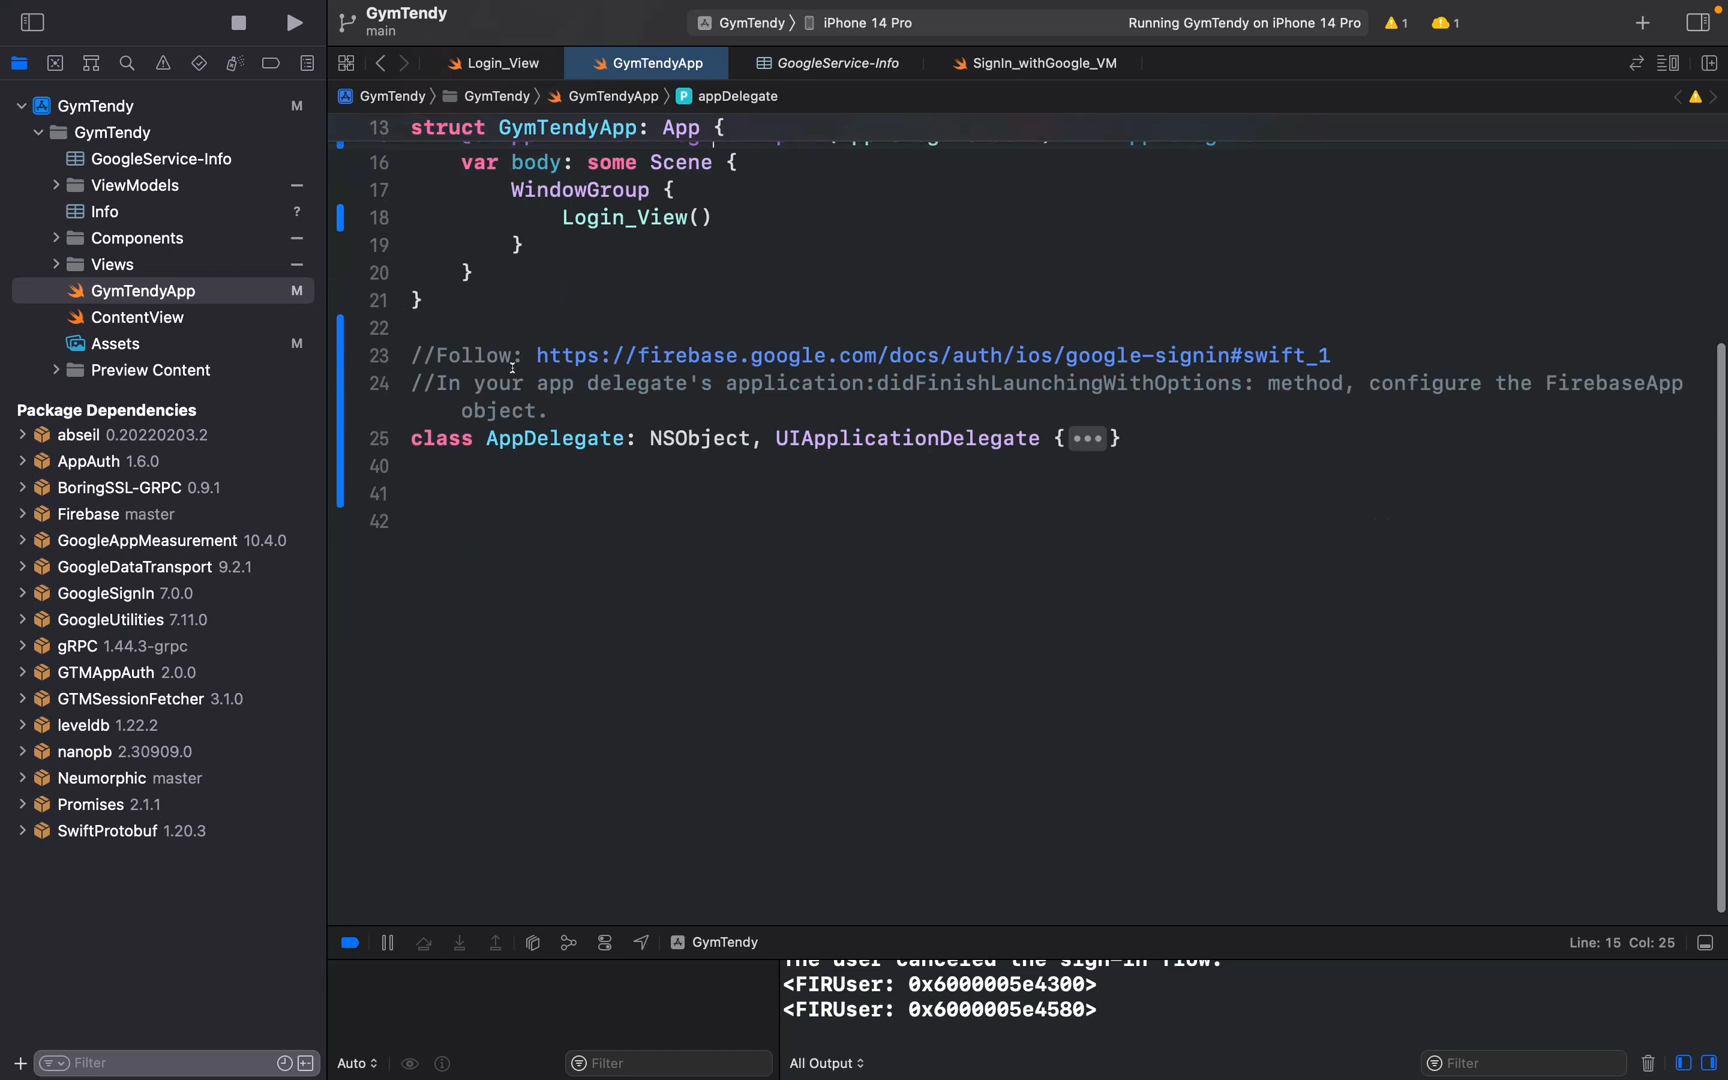 GymTendy
main
GymTendy 〉 iPhone 14 Pro
Running GymTendy on iPhone 14 Pro
1
1
Login_View
GymTendyApp
GoogleService-Info
SignIn_withGoogle_VM
GymTendy 〉 GymTendy 〉 GymTendyApp 〉 P appDelegate
GymTendy M
GymTendy
GoogleService-Info
ViewModels
Info ?
Components
Views
GymTendyApp M
ContentView
Assets M
Preview Content
Package Dependencies
abseil 0.20220203.2
AppAuth 1.6.0
BoringSSL-GRPC 0.9.1
Firebase master
GoogleAppMeasurement 10.4.0
GoogleDataTransport 9.2.1
GoogleSignIn 7.0.0
GoogleUtilities 7.11.0
gRPC 1.44.3-grpc
GTMAppAuth 2.0.0
GTMSessionFetcher 3.1.0
leveldb 1.22.2
nanopb 2.30909.0
Neumorphic master
Promises 2.1.1
SwiftProtobuf 1.20.3
Filter
13 struct GymTendyApp: App {
16 var body: some Scene {
17 WindowGroup {
18 Login_View()
19 }
20 }
21 }
22
23 //Follow: https://firebase.google.com/docs/auth/ios/google-signin#swift_1
24 //In your app delegate's application:didFinishLaunchingWithOptions: method, configure the FirebaseApp
object.
25 class AppDelegate: NSObject, UIApplicationDelegate {•••}
40
41
42
GymTendy
Line: 15 Col: 25
The user canceled the sign-in flow.
<FIRUser: 0x6000005e4300>
<FIRUser: 0x6000005e4580>
Auto
Filter
All Output
Filter